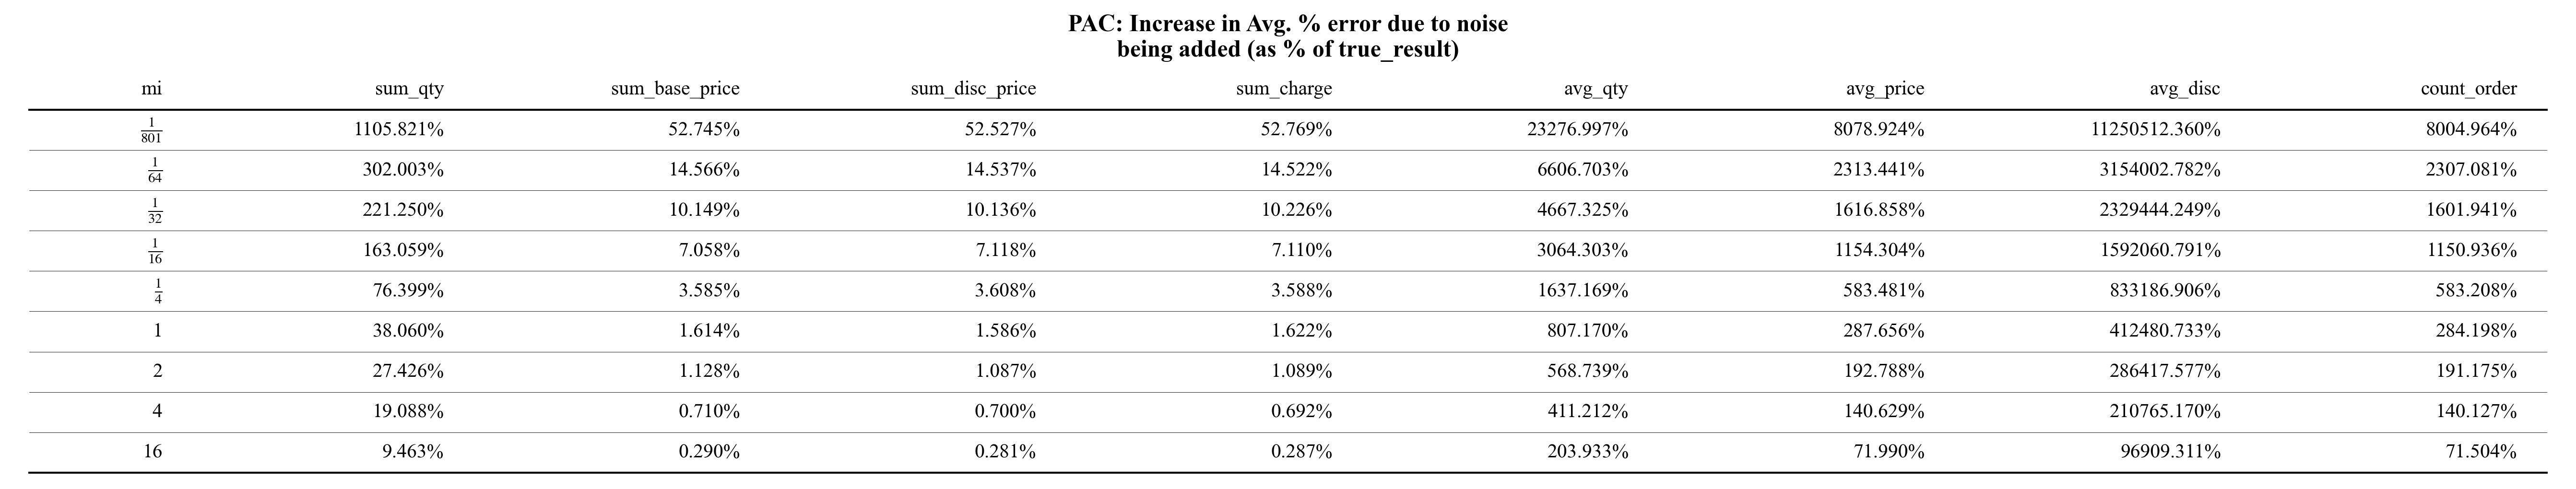 PAC: Increase in Avg. % error due to noise
being added (as % of true_result)
mi sum_qty sum_base_price sum_disc_price sum_charge avg_qty avg_price avg_disc count_order
1/801 1105.821% 52.745% 52.527% 52.769% 23276.997% 8078.924% 11250512.360% 8004.964%
1/64 302.003% 14.566% 14.537% 14.522% 6606.703% 2313.441% 3154002.782% 2307.081%
1/32 221.250% 10.149% 10.136% 10.226% 4667.325% 1616.858% 2329444.249% 1601.941%
1/16 163.059% 7.058% 7.118% 7.110% 3064.303% 1154.304% 1592060.791% 1150.936%
1/4 76.399% 3.585% 3.608% 3.588% 1637.169% 583.481% 833186.906% 583.208%
1 38.060% 1.614% 1.586% 1.622% 807.170% 287.656% 412480.733% 284.198%
2 27.426% 1.128% 1.087% 1.089% 568.739% 192.788% 286417.577% 191.175%
4 19.088% 0.710% 0.700% 0.692% 411.212% 140.629% 210765.170% 140.127%
16 9.463% 0.290% 0.281% 0.287% 203.933% 71.990% 96909.311% 71.504%